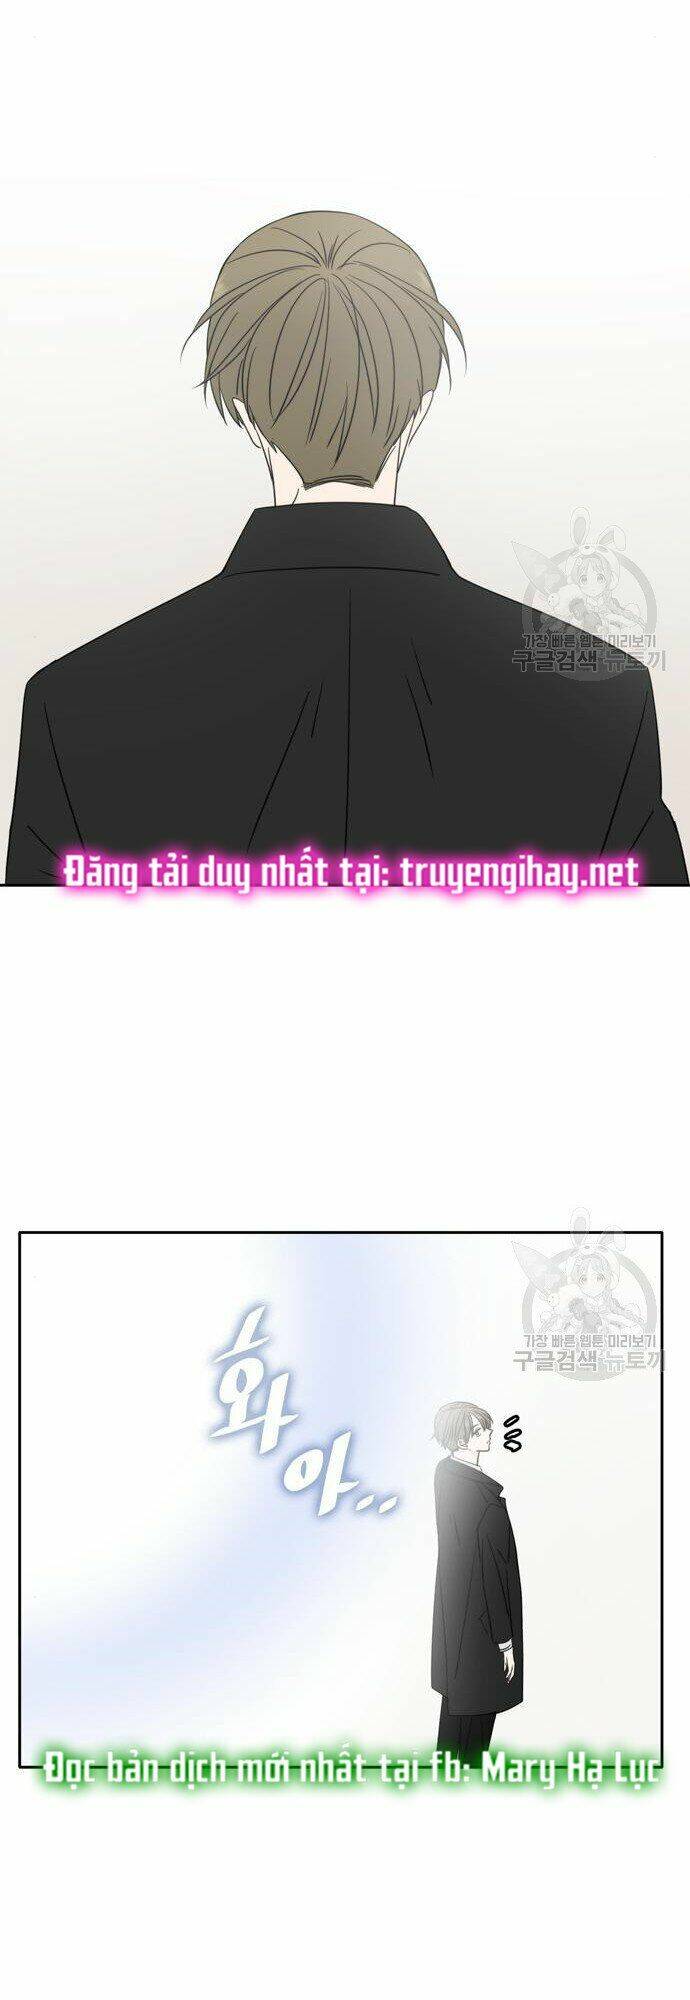 가장 빠른 웹툰 미리보기
구글검색 뉴토끼
Đăng tải duy nhất tại: truyengihay.net
가장 빠른 웹툰 미리보기
구글검색 뉴토끼
화
아..
Đọc bản dịch mới nhất tại fb: Mary Hạ Lục